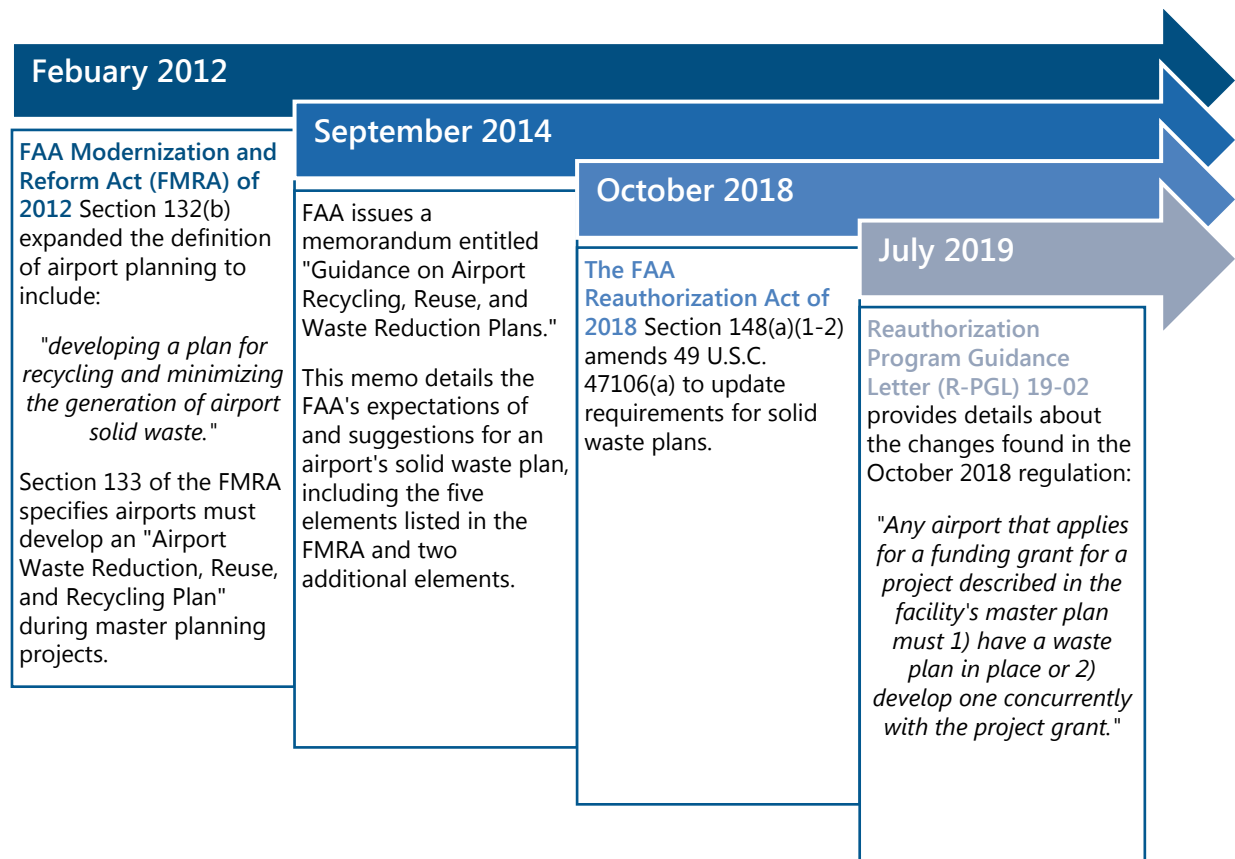 Febuary 2012
FAA Modernization and
Reform Act (FMRA) of
2012 Section 132(b)
expanded the definition
of airport planning to
include:
"developing a plan for
recycling and minimizing
the generation of airport
solid waste."
Section 133 of the FMRA
specifies airports must
develop an "Airport
Waste Reduction, Reuse,
and Recycling Plan"
during master planning
projects.
September 2014
FAA issues a
memorandum entitled
"Guidance on Airport
Recycling, Reuse, and
Waste Reduction Plans."
This memo details the
FAA's expectations of
and suggestions for an
airport's solid waste plan,
including the five
elements listed in the
FMRA and two
additional elements.
October 2018
The FAA
Reauthorization Act of
2018 Section 148(a)(1-2)
amends 49 U.S.C.
47106(a) to update
requirements for solid
waste plans.
July 2019
Reauthorization
Program Guidance
Letter (R-PGL) 19-02
provides details about
the changes found in the
October 2018 regulation:
"Any airport that applies
for a funding grant for a
project described in the
facility's master plan
must 1) have a waste
plan in place or 2)
develop one concurrently
with the project grant."